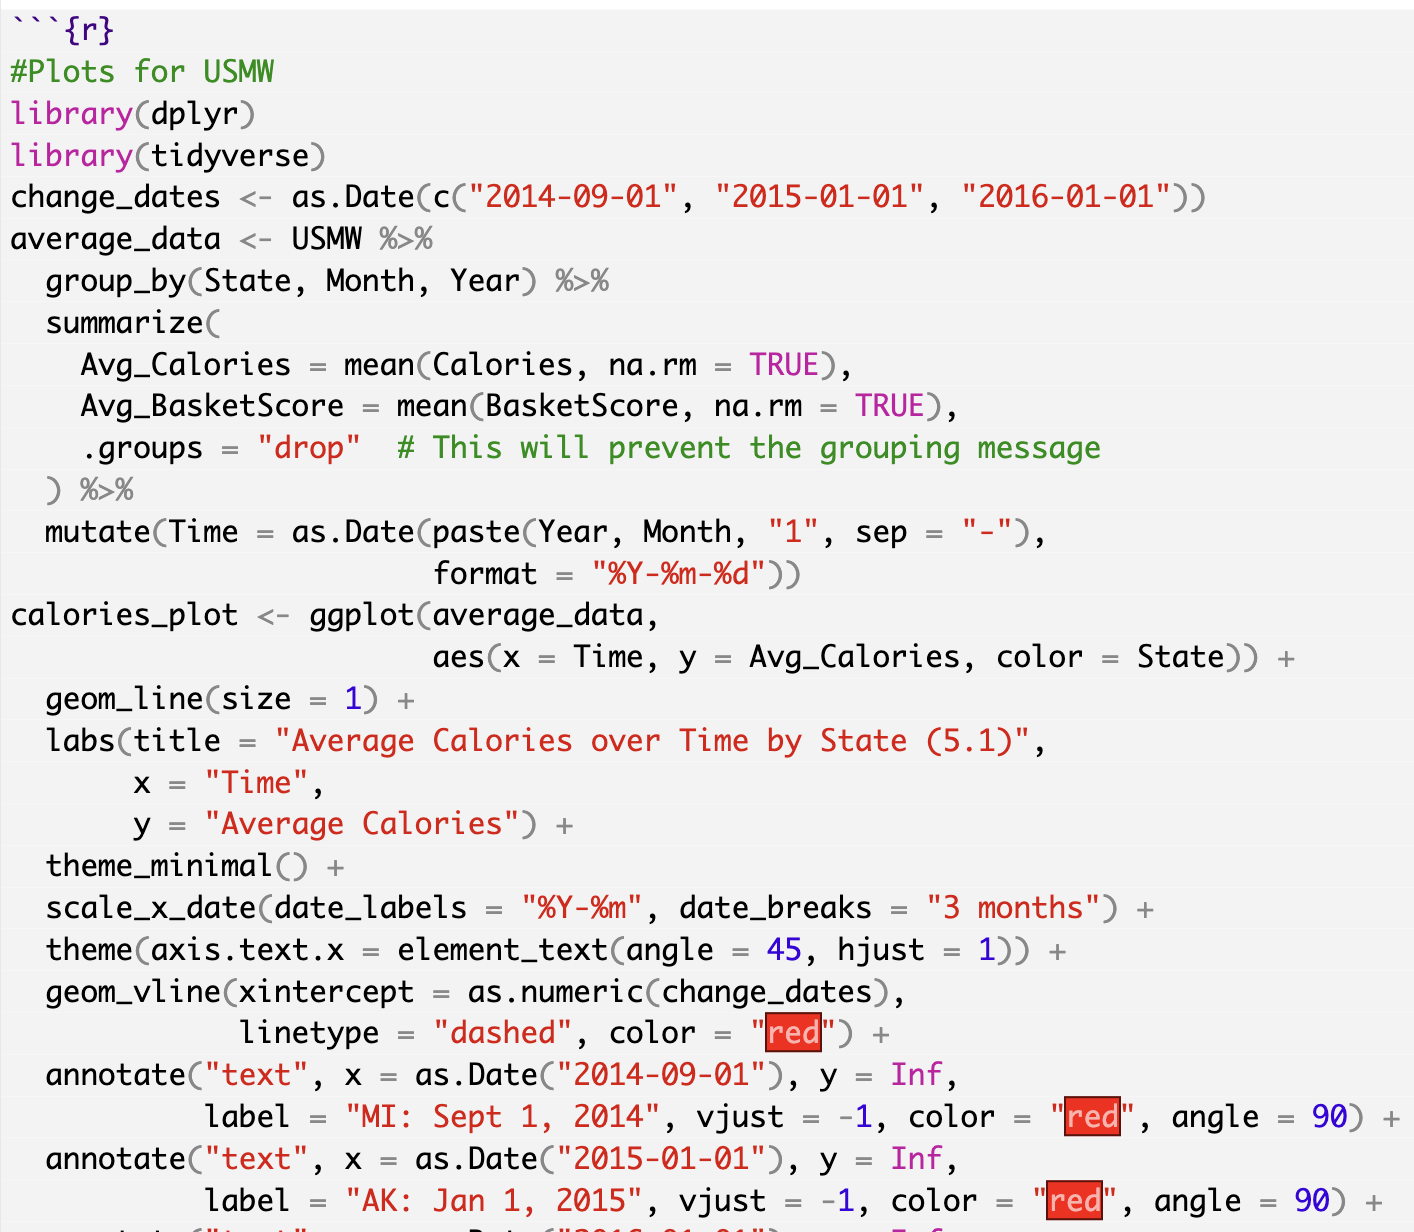 ```{r}
#Plots for USMW
library(dplyr)
library(tidyverse)
change_dates <- as.Date(c("2014-09-01", "2015-01-01", "2016-01-01"))
average_data <- USMW %>%
  group_by(State, Month, Year) %>%
  summarize(
    Avg_Calories = mean(Calories, na.rm = TRUE),
    Avg_BasketScore = mean(BasketScore, na.rm = TRUE),
    .groups = "drop"  # This will prevent the grouping message
  ) %>%
  mutate(Time = as.Date(paste(Year, Month, "1", sep = "-"),
                        format = "%Y-%m-%d"))
calories_plot <- ggplot(average_data,
                        aes(x = Time, y = Avg_Calories, color = State)) +
  geom_line(size = 1) +
  labs(title = "Average Calories over Time by State (5.1)",
       x = "Time",
       y = "Average Calories") +
  theme_minimal() +
  scale_x_date(date_labels = "%Y-%m", date_breaks = "3 months") +
  theme(axis.text.x = element_text(angle = 45, hjust = 1)) +
  geom_vline(xintercept = as.numeric(change_dates),
             linetype = "dashed", color = "red") +
  annotate("text", x = as.Date("2014-09-01"), y = Inf,
           label = "MI: Sept 1, 2014", vjust = -1, color = "red", angle = 90) +
  annotate("text", x = as.Date("2015-01-01"), y = Inf,
           label = "AK: Jan 1, 2015", vjust = -1, color = "red", angle = 90) +